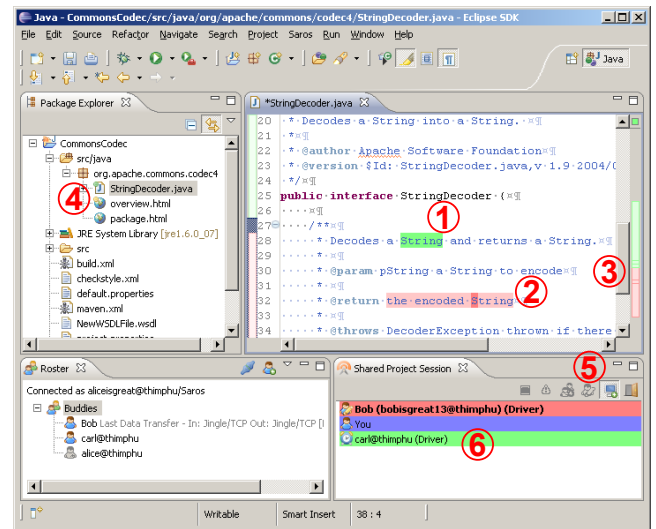 Java - CommonsCodec/src/java/org/apache/commons/codec4/StringDecoder.java - Eclipse SDK
File Edit Source Refactor Navigate Search Project Saros Run Window Help
Java
Package Explorer
CommonsCodec
src/java
org.apache.commons.codec4
StringDecoder.java
overview.html
package.html
JRE System Library [jre1.6.0_07]
src
build.xml
checkstyle.xml
default.properties
maven.xml
NewWSDLFile.wsdl
project.properties
4
*StringDecoder.java
20 ·*·Decodes·a·String·into·a·String.·¤¶
21 ·*¤¶
22 ·*·@author·Apache·Software·Foundation¤¶
23 ·*·@version·$Id:·StringDecoder.java,v·1.9·2004/0
24 ·*/¤¶
25 public·interface·StringDecoder·{¤¶
26 ····¤¶
27 ····/**¤¶
28 ·····*·Decodes·a·String·and·returns·a·String.¤¶
29 ·····*¤¶
30 ·····*·@param·pString·a·String·to·encode¤¶
31 ·····*¤¶
32 ·····*·@return·the·encoded·String
33 ·····*¤¶
34 ·····*·@throws·DecoderException·thrown·if·there
1
3
2
Roster
Connected as aliceisgreat@thimphu/Saros
Buddies
Bob Last Data Transfer - In: Jingle/TCP Out: Jingle/TCP [
carl@thimphu
alice@thimphu
Shared Project Session
5
Bob (bobisgreat13@thimphu) (Driver)
You
carl@thimphu (Driver)
6
Writable Smart Insert 38 : 4